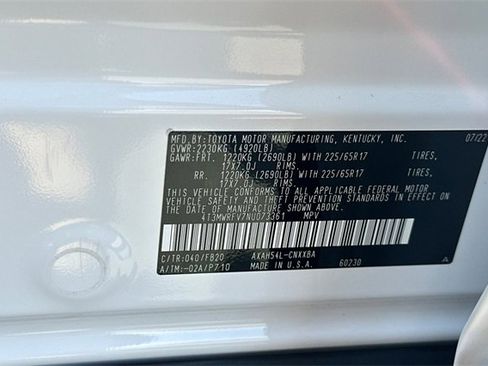 MFD.BY:TOYOTA MOTOR MANUFACTURING, KENTUCKY, INC. 07/22
GVWR:2230KG (4920LB)
GAWR:FRT. 1220KG (2690LB) WITH 225/65R17 TIRES,
17X7.0J RIMS.
RR. 1220KG (2690LB) WITH 225/65R17 TIRES,
17X7.0J RIMS.
THIS VEHICLE CONFORMS TO ALL APPLICABLE FEDERAL MOTOR
VEHICLE SAFETY AND THEFT PREVENTION STANDARDS IN EFFECT
ON THE DATE OF MANUFACTURE SHOWN ABOVE.
4T3MWRFV7NU073361 MPV
C/TR:040/FB20 AXAH54L-CNXXBA
A/TM:-02A/P710 MADE IN U.S.A. 60230 A